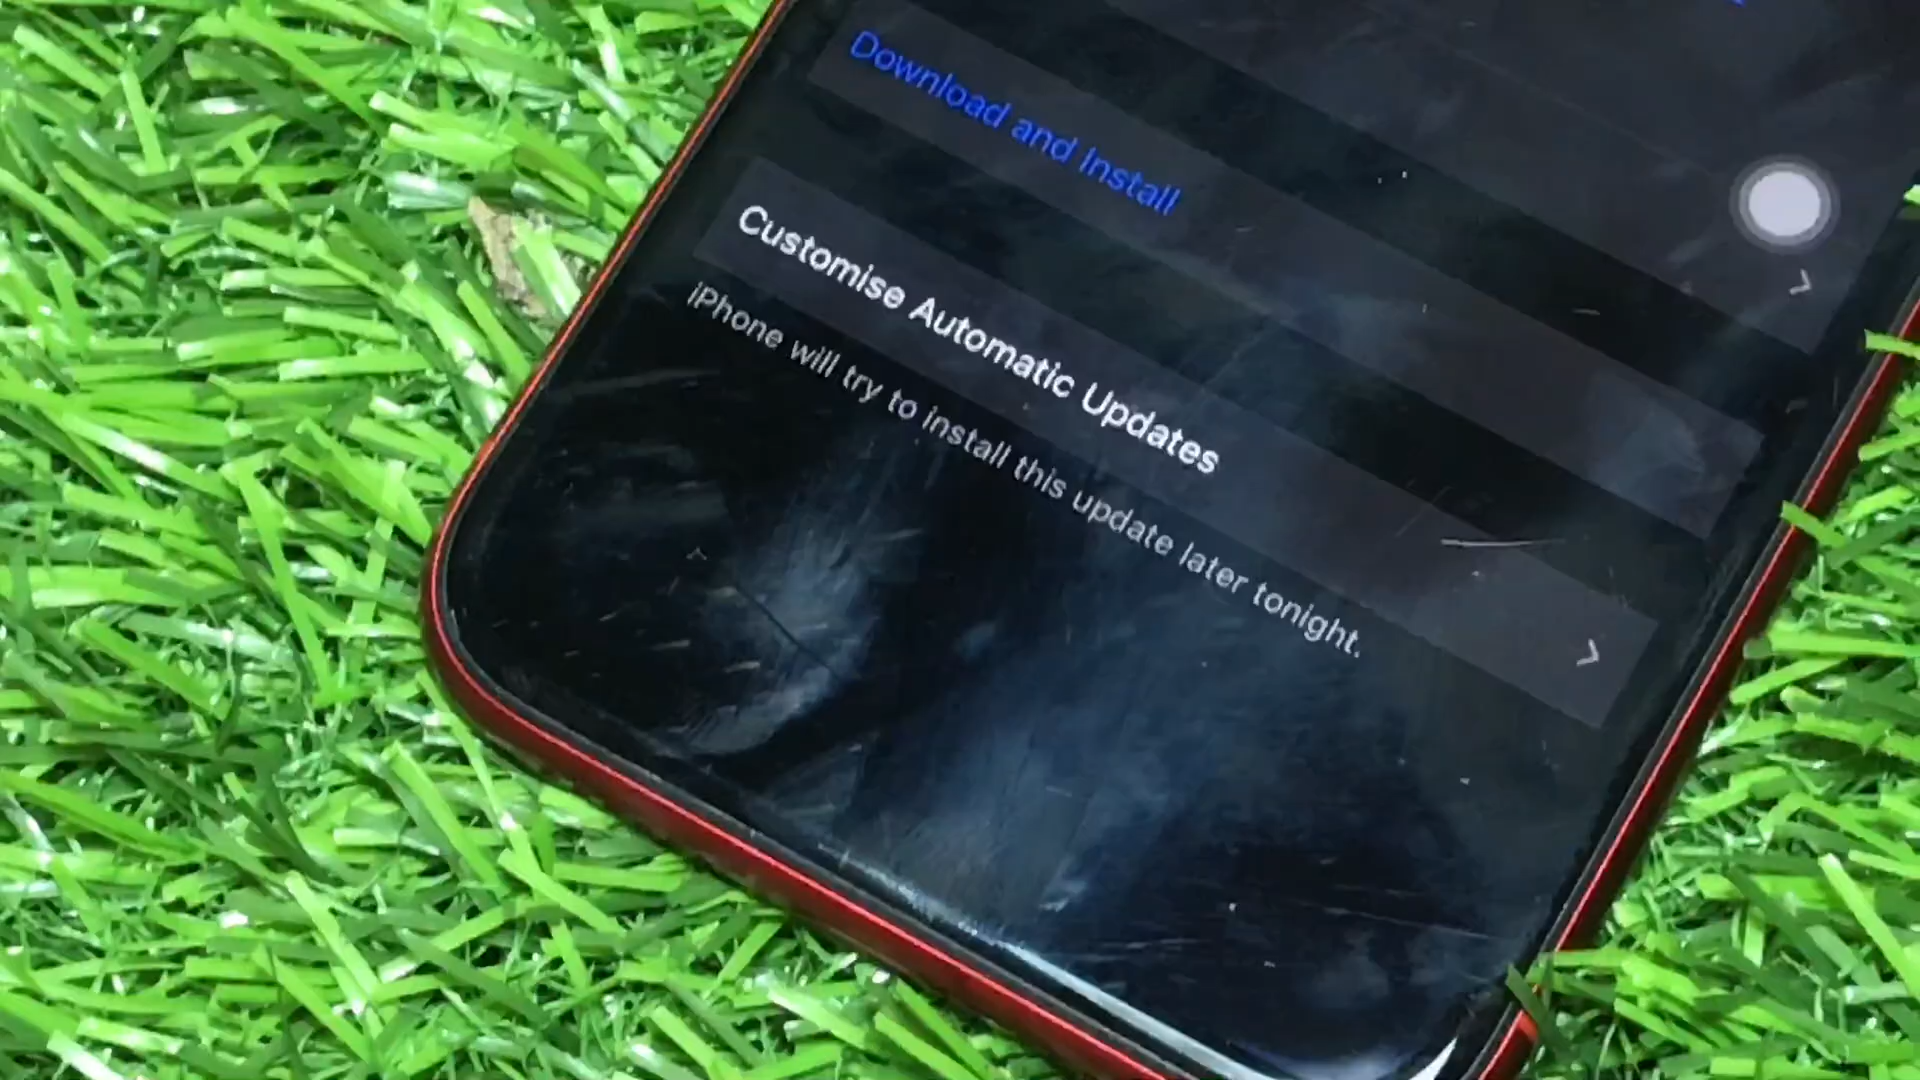 Download and Install
Customise Automatic Updates
iPhone will try to install this update later tonight.